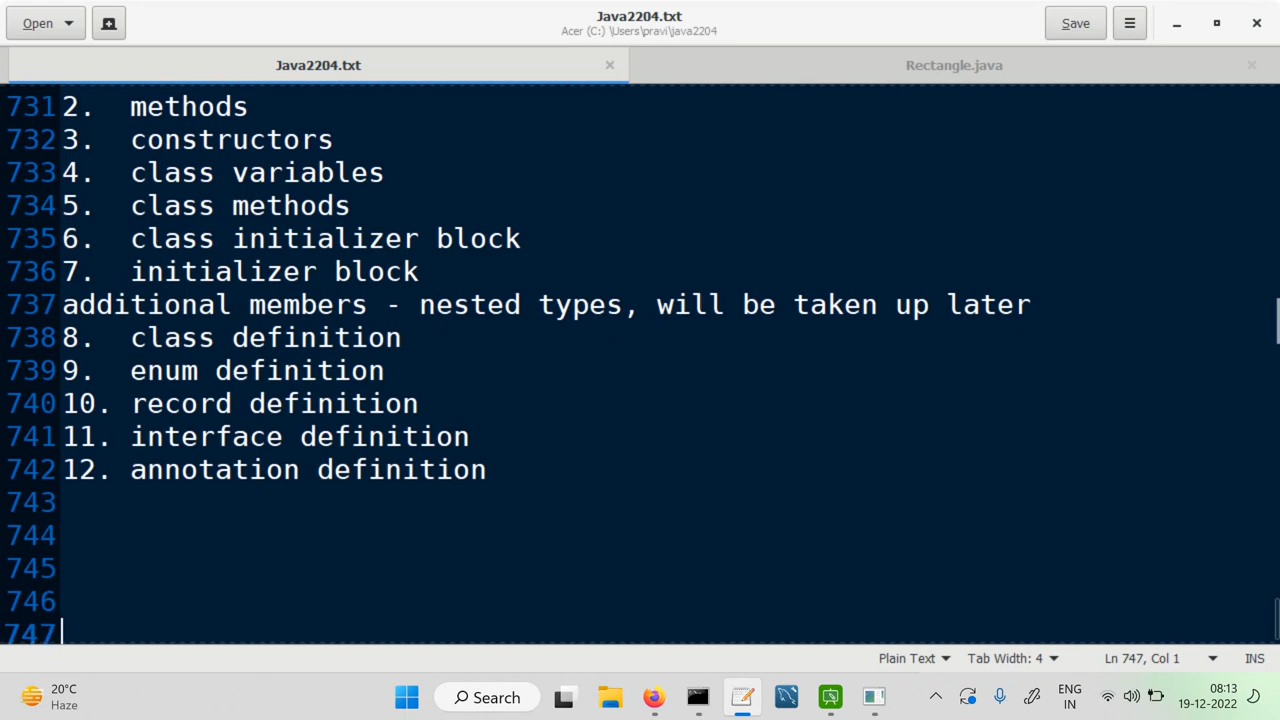 Open
Java2204.txt
Acer (C:) \Users\pravi\java2204
Save
Java2204.txt
Rectangle.java
731 2.  methods
732 3.  constructors
733 4.  class variables
734 5.  class methods
735 6.  class initializer block
736 7.  initializer block
737 additional members - nested types, will be taken up later
738 8.  class definition
739 9.  enum definition
740 10. record definition
741 11. interface definition
742 12. annotation definition
743
744
745
746
747
Plain Text Tab Width: 4 Ln 747, Col 1 INS
20°C
Haze
Search
ENG
IN
08:13
19-12-2022